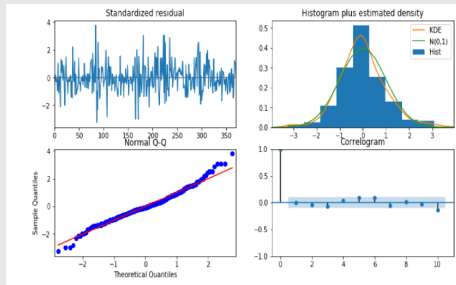 Standardized residual
4
2
0
−2
0 50 100 150 200 250 300 350
Histogram plus estimated density
KDE
N(0,1)
Hist
0.5
0.4
0.3
0.2
0.1
0.0
−3 −2 −1 0 1 2 3
Normal Q-Q
Sample Quantiles
4
2
0
−2
−2 −1 0 1 2
Theoretical Quantiles
Correlogram
1.0
0.5
0.0
−0.5
−1.0
0 2 4 6 8 10